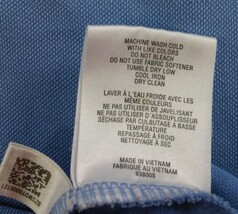 MACHINE WASH COLD
WITH LIKE COLORS
DO NOT BLEACH
DO NOT USE FABRIC SOFTENER
TUMBLE DRY LOW
COOL IRON
DRY CLEAN
LAVER À L'EAU FROIDE AVEC LES
MÊME COULEURS
NE PAS UTILISER DE JAVELISANT
NE PAS UTILISER D'ASSOUPLISSEUR
SÉCHAGE PAR CULBUTAGE À BASSE
TEMPÉRATURE
REPASSAGE À FROID
NETTOYAGE À SEC
MADE IN VIETNAM
FABRIQUÉ AU VIETNAM
938005